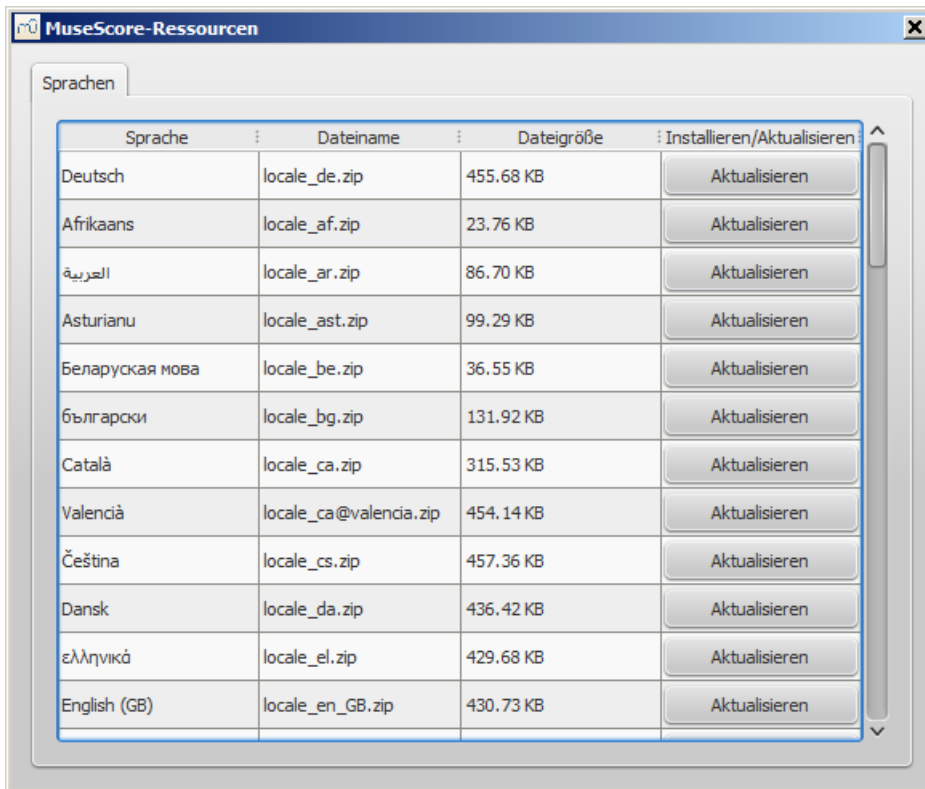 MuseScore-Ressourcen
Sprachen
Sprache Dateiname Dateigröße Installieren/Aktualisieren
Deutsch locale_de.zip 455.68 KB Aktualisieren
Afrikaans locale_af.zip 23.76 KB Aktualisieren
العربية locale_ar.zip 86.70 KB Aktualisieren
Asturianu locale_ast.zip 99.29 KB Aktualisieren
Беларуская мова locale_be.zip 36.55 KB Aktualisieren
български locale_bg.zip 131.92 KB Aktualisieren
Català locale_ca.zip 315.53 KB Aktualisieren
Valencià locale_ca@valencia.zip 454.14 KB Aktualisieren
Čeština locale_cs.zip 457.36 KB Aktualisieren
Dansk locale_da.zip 436.42 KB Aktualisieren
ελληνικά locale_el.zip 429.68 KB Aktualisieren
English (GB) locale_en_GB.zip 430.73 KB Aktualisieren